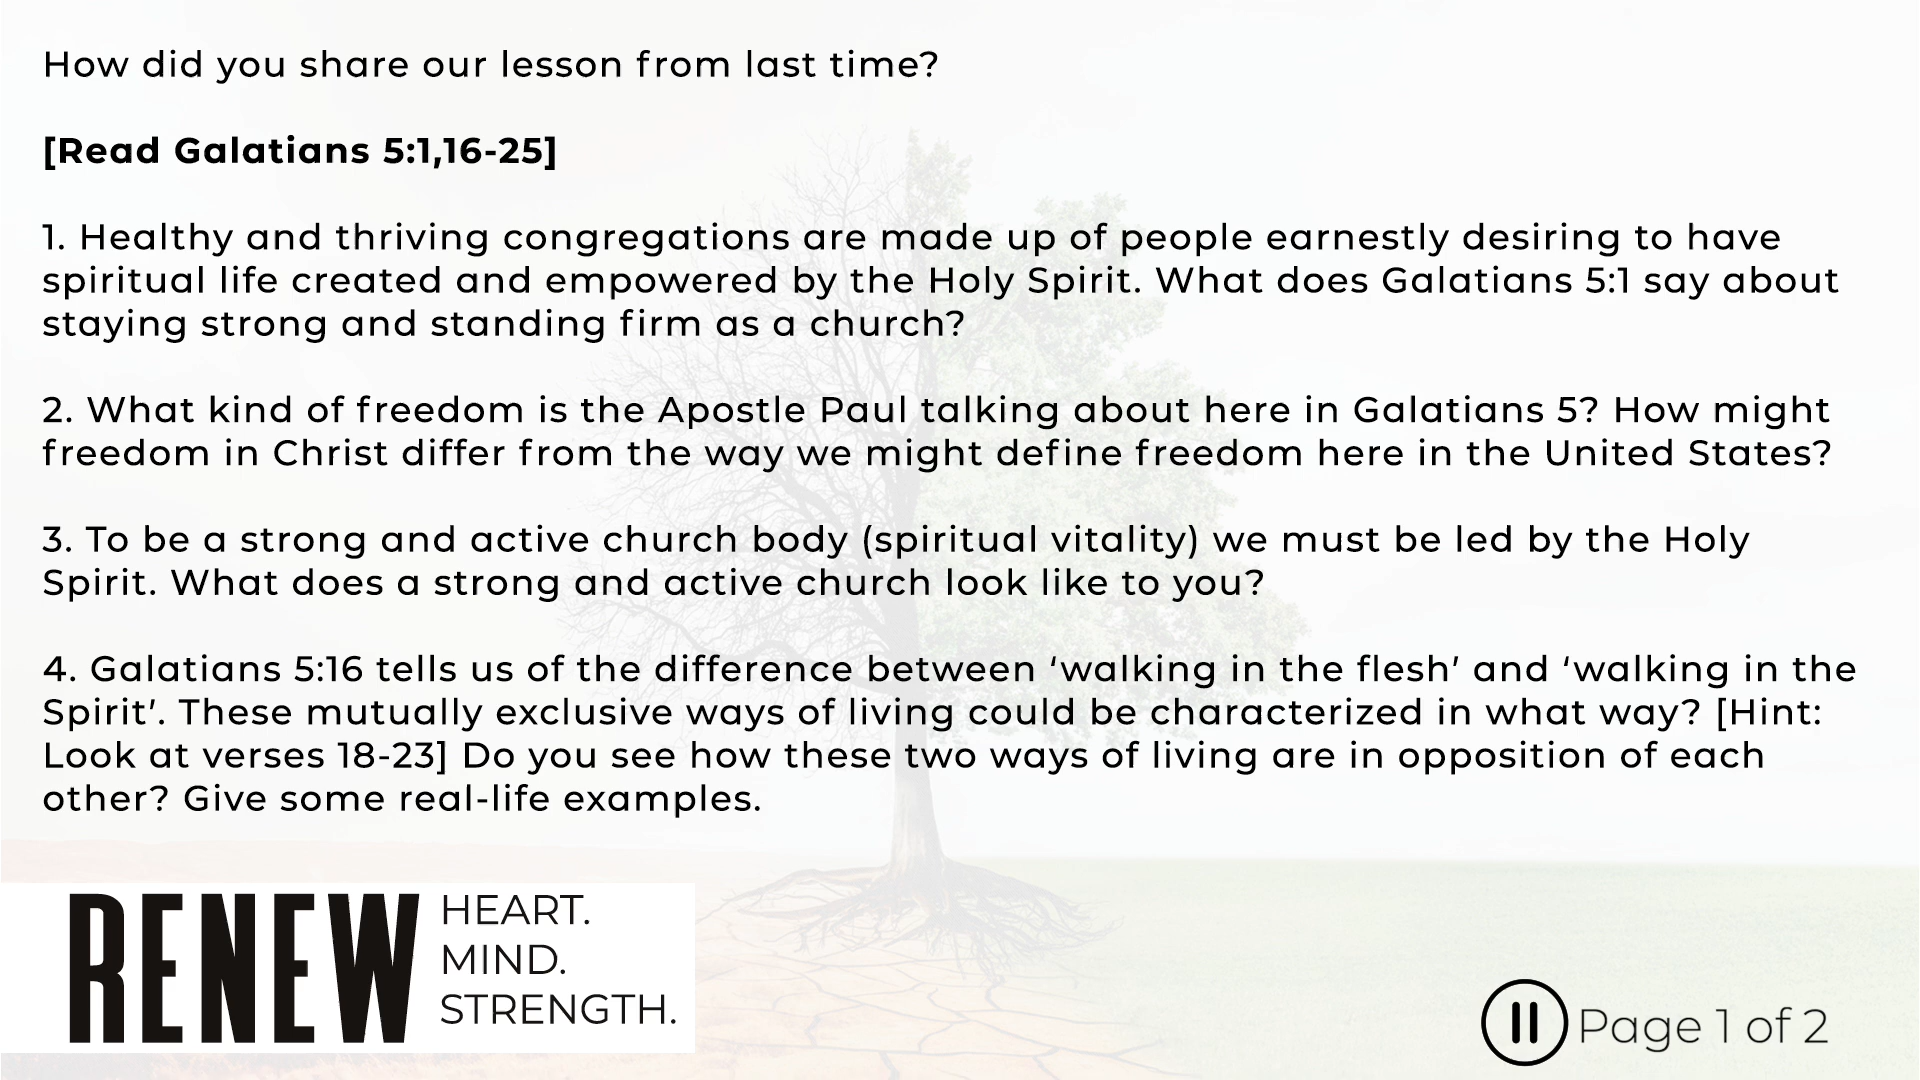 How did you share our lesson from last time?
[Read Galatians 5:1,16-25]
1. Healthy and thriving congregations are made up of people earnestly desiring to have
spiritual life created and empowered by the Holy Spirit. What does Galatians 5:1 say about
staying strong and standing firm as a church?
2. What kind of freedom is the Apostle Paul talking about here in Galatians 5? How might
freedom in Christ differ from the way we might define freedom here in the United States?
3. To be a strong and active church body (spiritual vitality) we must be led by the Holy
Spirit. What does a strong and active church look like to you?
4. Galatians 5:16 tells us of the difference between ‘walking in the flesh’ and ‘walking in the
Spirit’. These mutually exclusive ways of living could be characterized in what way? [Hint:
Look at verses 18-23] Do you see how these two ways of living are in opposition of each
other? Give some real-life examples.
RENEW
HEART.
MIND.
STRENGTH.
Page 1 of 2